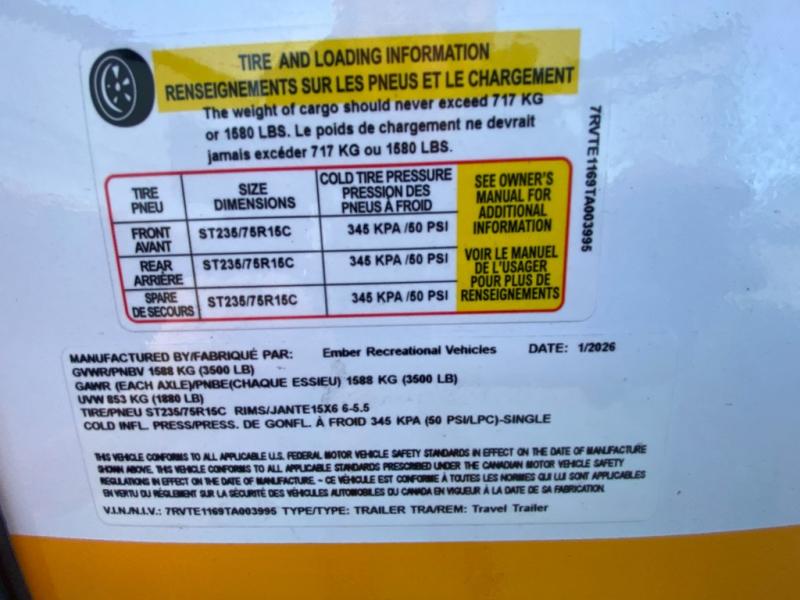 TIRE AND LOADING INFORMATION
RENSEIGNEMENTS SUR LES PNEUS ET LE CHARGEMENT
The weight of cargo should never exceed 717 KG
or 1580 LBS. Le poids de chargement ne devrait
jamais excéder 717 KG ou 1580 LBS.
TIRE
PNEU
SIZE
DIMENSIONS
COLD TIRE PRESSURE
PRESSION DES
PNEUS À FROID
SEE OWNER'S
MANUAL FOR
ADDITIONAL
INFORMATION
VOIR LE MANUEL
DE L'USAGER
POUR PLUS DE
RENSEIGNEMENTS
FRONT
AVANT
ST235/75R15C
345 KPA /50 PSI
REAR
ARRIÈRE
ST235/75R15C
345 KPA /50 PSI
SPARE
DE SECOURS
ST235/75R15C
345 KPA /50 PSI
7RVTE1169TA003995
MANUFACTURED BY/FABRIQUÉ PAR: Ember Recreational Vehicles DATE: 1/2026
GVWR/PNBV 1588 KG (3500 LB)
GAWR (EACH AXLE)/PNBE(CHAQUE ESSIEU) 1588 KG (3500 LB)
UVW 853 KG (1880 LB)
TIRE/PNEU ST235/75R15C RIMS/JANTE15X6 6-5.5
COLD INFL. PRESS/PRESS. DE GONFL. À FROID 345 KPA (50 PSI/LPC)-SINGLE
THIS VEHICLE CONFORMS TO ALL APPLICABLE U.S. FEDERAL MOTOR VEHICLE SAFETY STANDARDS IN EFFECT ON THE DATE OF MANUFACTURE
SHOWN ABOVE. THIS VEHICLE CONFORMS TO ALL APPLICABLE STANDARDS PRESCRIBED UNDER THE CANADIAN MOTOR VEHICLE SAFETY
REGULATIONS IN EFFECT ON THE DATE OF MANUFACTURE. - CE VÉHICULE EST CONFORME À TOUTES LES NORMES QUI LUI SONT APPLICABLES
EN VERTU DU RÈGLEMENT SUR LA SÉCURITÉ DES VÉHICULES AUTOMOBILES DU CANADA EN VIGUEUR À LA DATE DE SA FABRICATION.
V.I.N./N.I.V.: 7RVTE1169TA003995 TYPE/TYPE: TRAILER TRA/REM: Travel Trailer